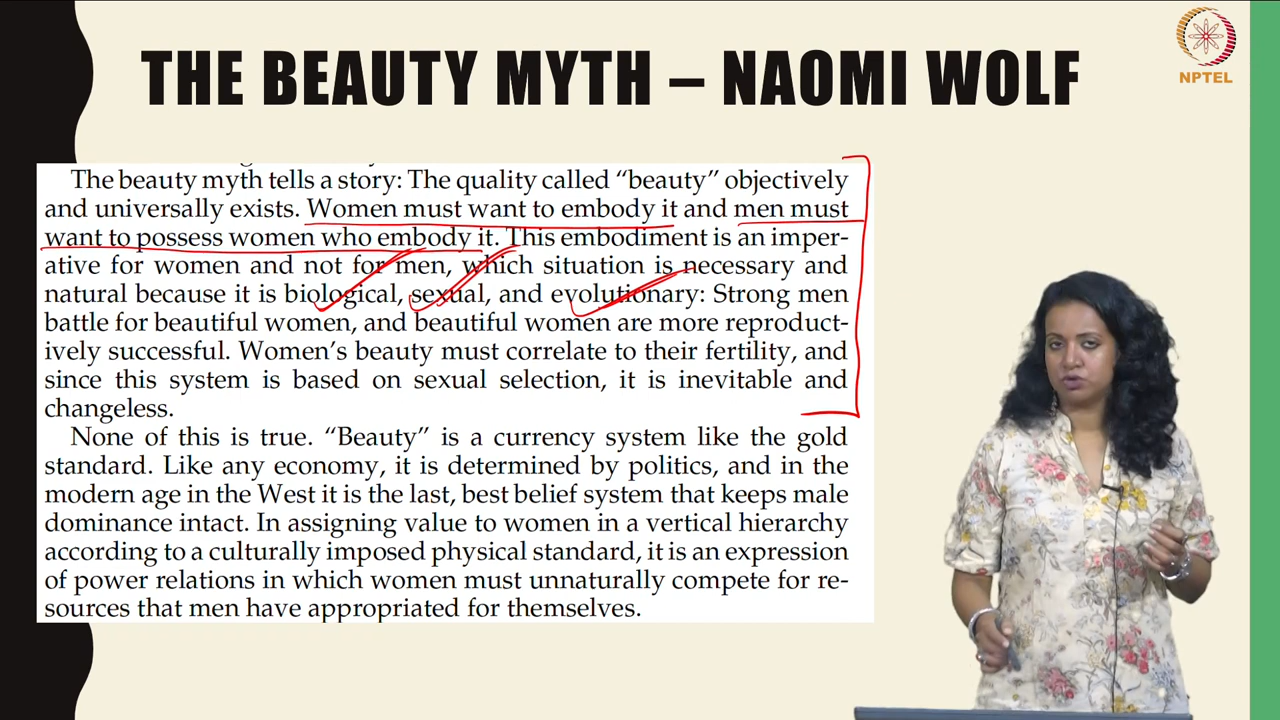 THE BEAUTY MYTH – NAOMI WOLF
NPTEL
The beauty myth tells a story: The quality called “beauty” objectively
and universally exists. Women must want to embody it and men must
want to possess women who embody it. This embodiment is an imper-
ative for women and not for men, which situation is necessary and
natural because it is biological, sexual, and evolutionary: Strong men
battle for beautiful women, and beautiful women are more reproduct-
ively successful. Women’s beauty must correlate to their fertility, and
since this system is based on sexual selection, it is inevitable and
changeless.
None of this is true. “Beauty” is a currency system like the gold
standard. Like any economy, it is determined by politics, and in the
modern age in the West it is the last, best belief system that keeps male
dominance intact. In assigning value to women in a vertical hierarchy
according to a culturally imposed physical standard, it is an expression
of power relations in which women must unnaturally compete for re-
sources that men have appropriated for themselves.